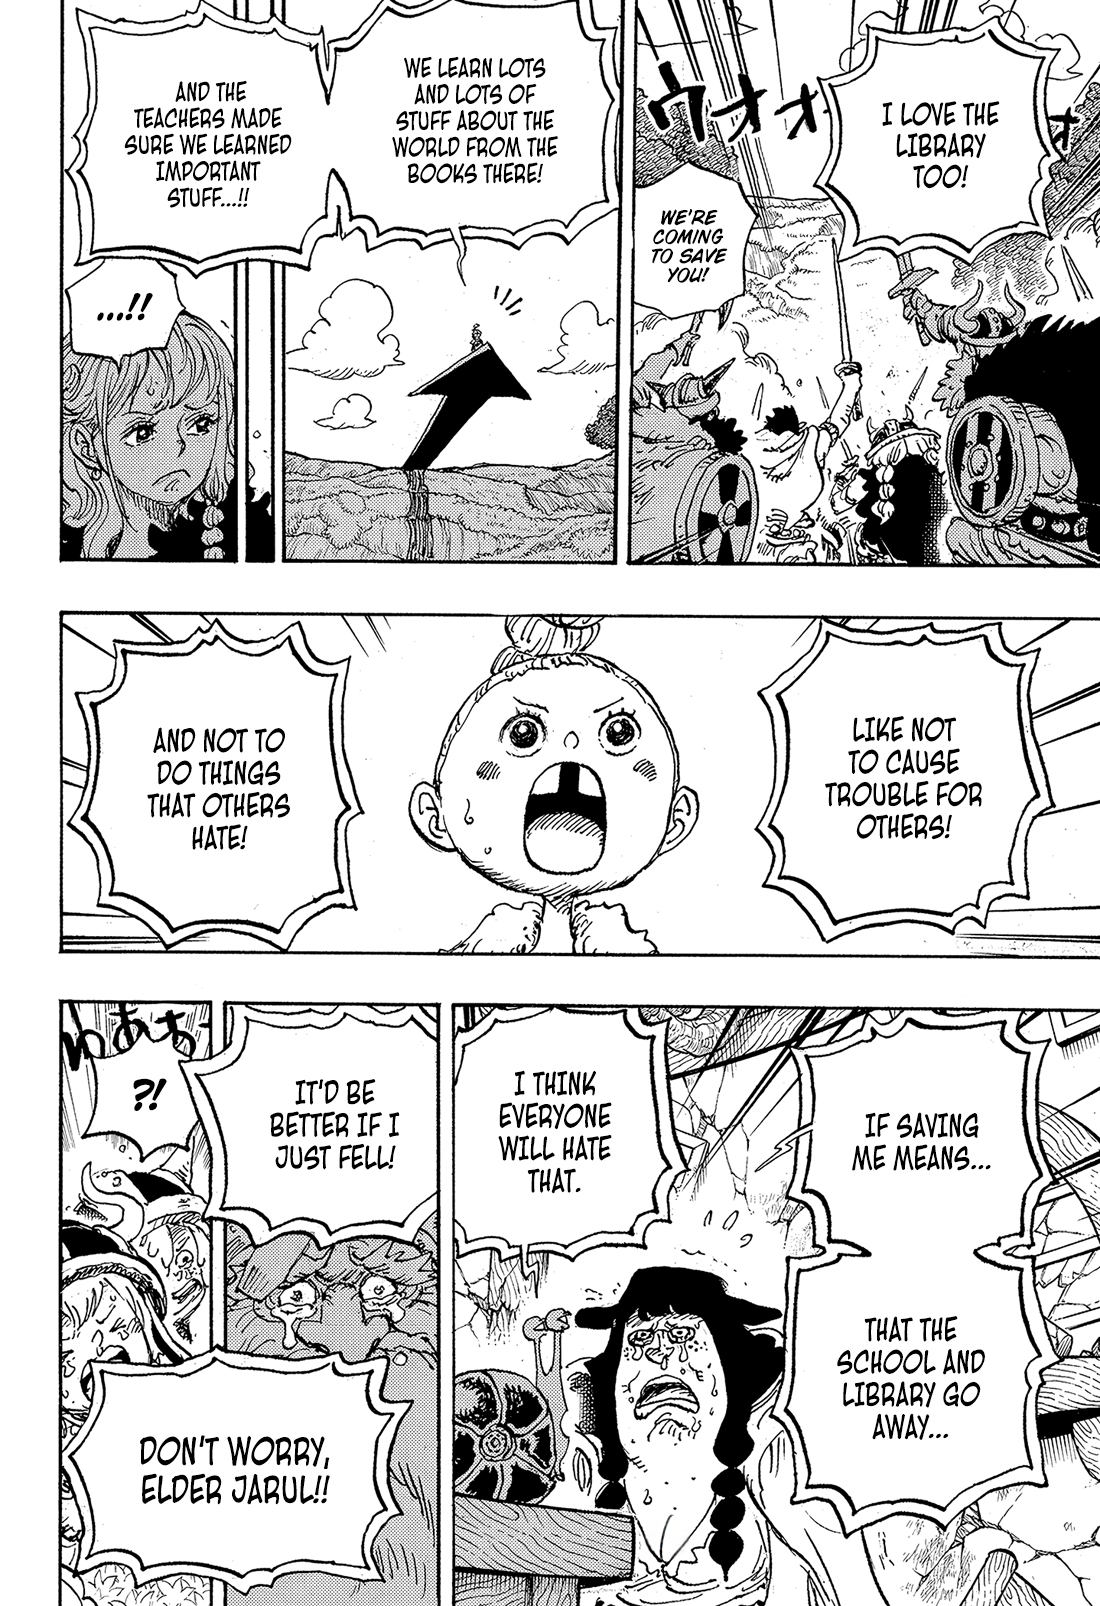 I LOVE THE
LIBRARY
TOO!
ウオオオ
WE'RE
COMING
TO SAVE
YOU!
WE LEARN LOTS
AND LOTS OF
STUFF ABOUT THE
WORLD FROM THE
BOOKS THERE!
AND THE
TEACHERS MADE
SURE WE LEARNED
IMPORTANT
STUFF...!!
...!!
LIKE NOT
TO CAUSE
TROUBLE FOR
OTHERS!
AND NOT TO
DO THINGS
THAT OTHERS
HATE!
IF SAVING
ME MEANS...
THAT THE
SCHOOL AND
LIBRARY GO
AWAY...
I THINK
EVERYONE
WILL HATE
THAT.
IT'D BE
BETTER IF I
JUST FELL!
わああ
?!
DON'T WORRY,
ELDER JARUL!!